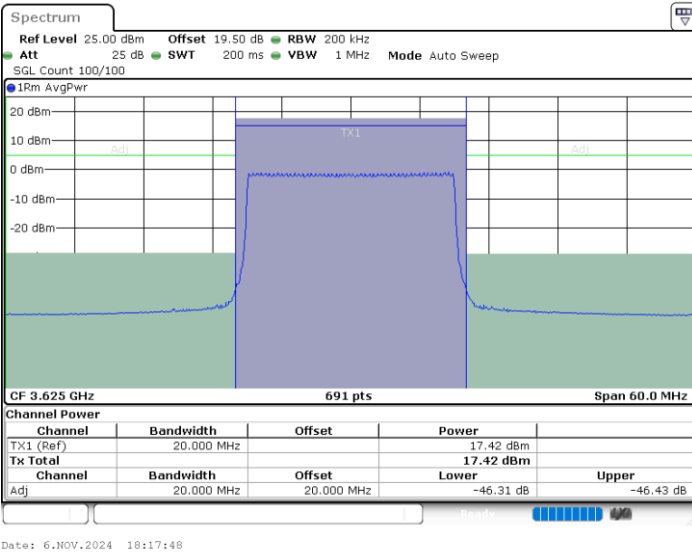 Spectrum
Ref Level 25.00 dBm Offset 19.50 dB RBW 200 kHz
Att 25 dB SWT 200 ms VBW 1 MHz Mode Auto Sweep
SGL Count 100/100
1Rm AvgPwr
20 dBm
TX1
10 dBm
Adj Adj
0 dBm
-10 dBm
-20 dBm
CF 3.625 GHz 691 pts Span 60.0 MHz
Channel Power
Channel Bandwidth Offset Power
TX1 (Ref) 20.000 MHz 17.42 dBm
Tx Total 17.42 dBm
Channel Bandwidth Offset Lower Upper
Adj 20.000 MHz 20.000 MHz -46.31 dB -46.43 dB
Ready
Date: 6.NOV.2024 18:17:48